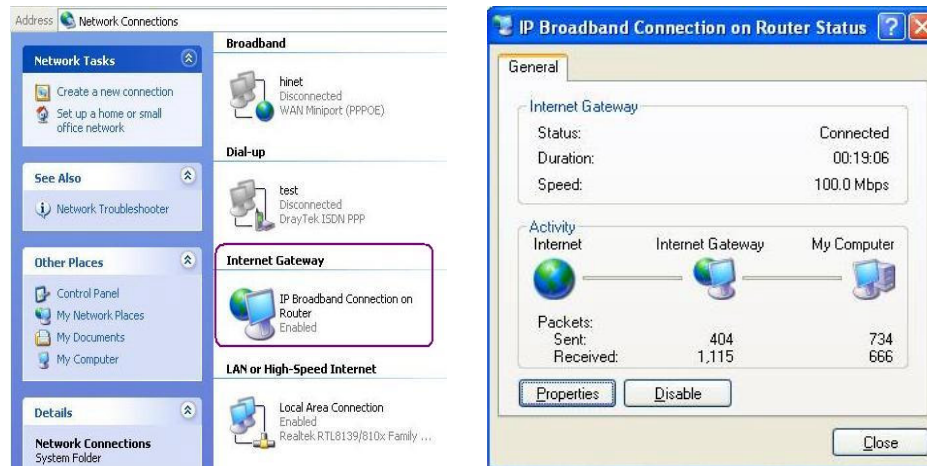 Address Network Connections
Network Tasks
Create a new connection
Set up a home or small
office network
See Also
Network Troubleshooter
Other Places
Control Panel
My Network Places
My Documents
My Computer
Details
Network Connections
System Folder
Broadband
hinet
Disconnected
WAN Miniport (PPPOE)
Dial-up
test
Disconnected
DrayTek ISDN PPP
Internet Gateway
IP Broadband Connection on
Router
Enabled
LAN or High-Speed Internet
Local Area Connection
Enabled
Realtek RTL8139/810x Family ...
IP Broadband Connection on Router Status
General
Internet Gateway
Status: Connected
Duration: 00:19:06
Speed: 100.0 Mbps
Activity
Internet Internet Gateway My Computer
Packets:
Sent: 404 734
Received: 1,115 666
Properties Disable
Close